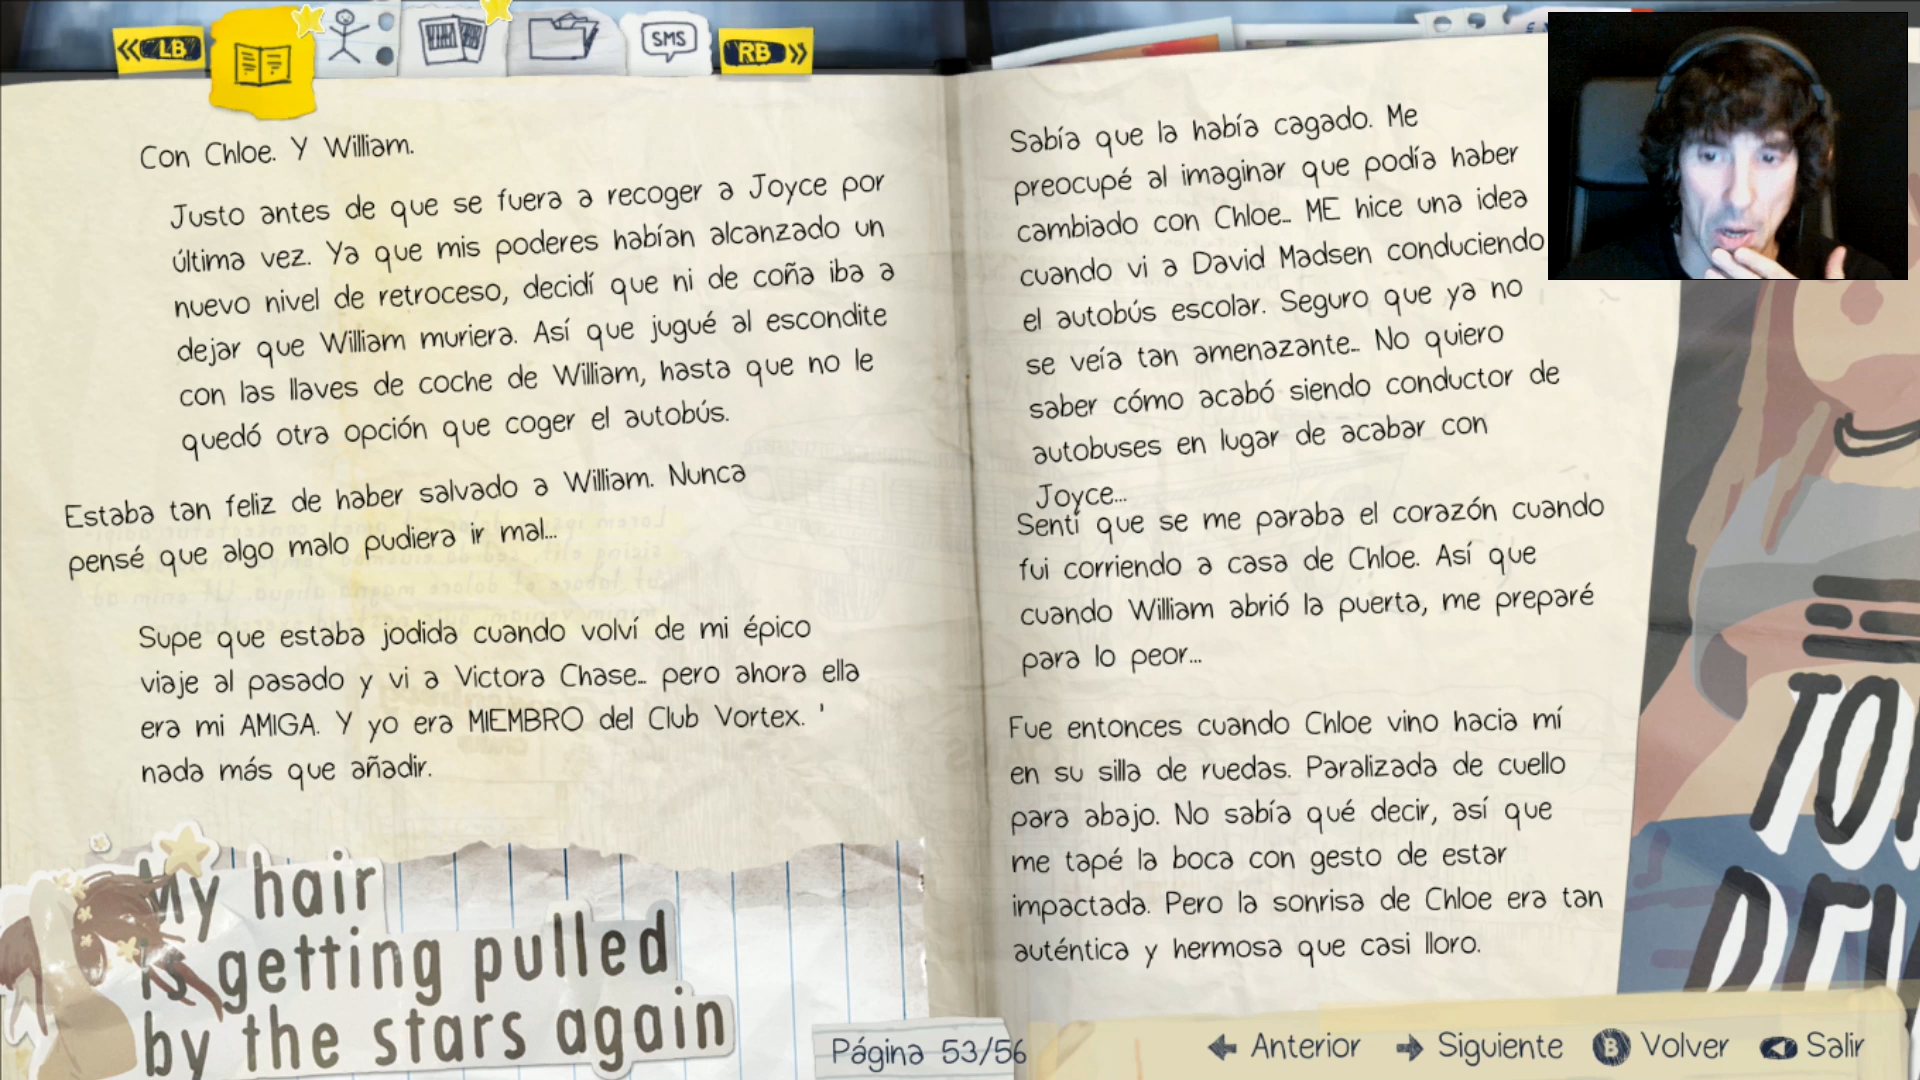 LB
SMS
RB
Con Chloe. Y William.
Justo antes de que se fuera a recoger a Joyce por
última vez. Ya que mis poderes habían alcanzado un
nuevo nivel de retroceso, decidí que ni de coña iba a
dejar que William muriera. Así que jugué al escondite
con las llaves de coche de William, hasta que no le
quedó otra opción que coger el autobús.
Estaba tan feliz de haber salvado a William. Nunca
pensé que algo malo pudiera ir mal...
Supe que estaba jodida cuando volví de mi épico
viaje al pasado y vi a Victora Chase... pero ahora ella
era mi AMIGA. Y yo era MIEMBRO del Club Vortex. '
nada más que añadir.
My hair
is getting pulled
by the stars again
Sabía que la había cagado. Me
preocupé al imaginar que podía haber
cambiado con Chloe... ME hice una idea
cuando vi a David Madsen conduciendo
el autobús escolar. Seguro que ya no
se veía tan amenazante... No quiero
saber cómo acabó siendo conductor de
autobuses en lugar de acabar con
Joyce...
Sentí que se me paraba el corazón cuando
fui corriendo a casa de Chloe. Así que
cuando William abrió la puerta, me preparé
para lo peor...
Fue entonces cuando Chloe vino hacia mí
en su silla de ruedas. Paralizada de cuello
para abajo. No sabía qué decir, así que
me tapé la boca con gesto de estar
impactada. Pero la sonrisa de Chloe era tan
auténtica y hermosa que casi lloro.
Página 53/56
Anterior Siguiente B Volver Salir